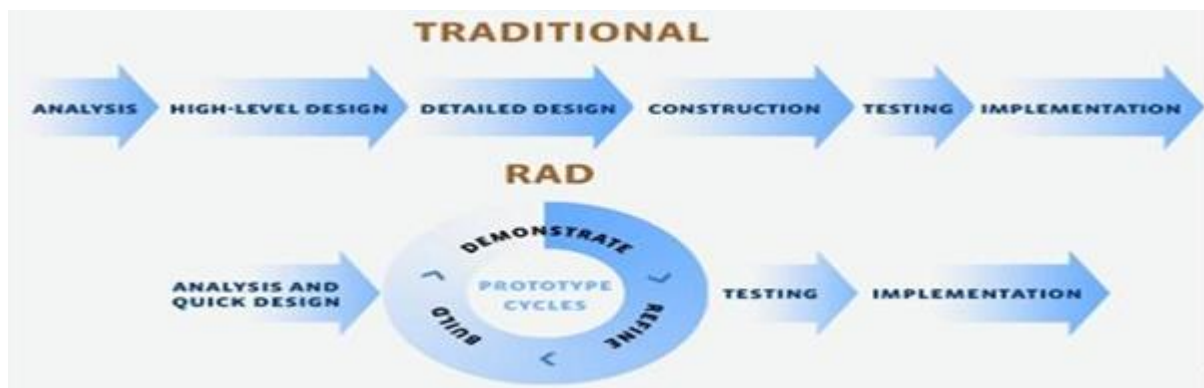 TRADITIONAL
ANALYSIS
HIGH-LEVEL DESIGN
DETAILED DESIGN
CONSTRUCTION
TESTING
IMPLEMENTATION
RAD
ANALYSIS AND
QUICK DESIGN
DEMONSTRATE
PROTOTYPE
CYCLES
BUILD
REFINE
TESTING
IMPLEMENTATION